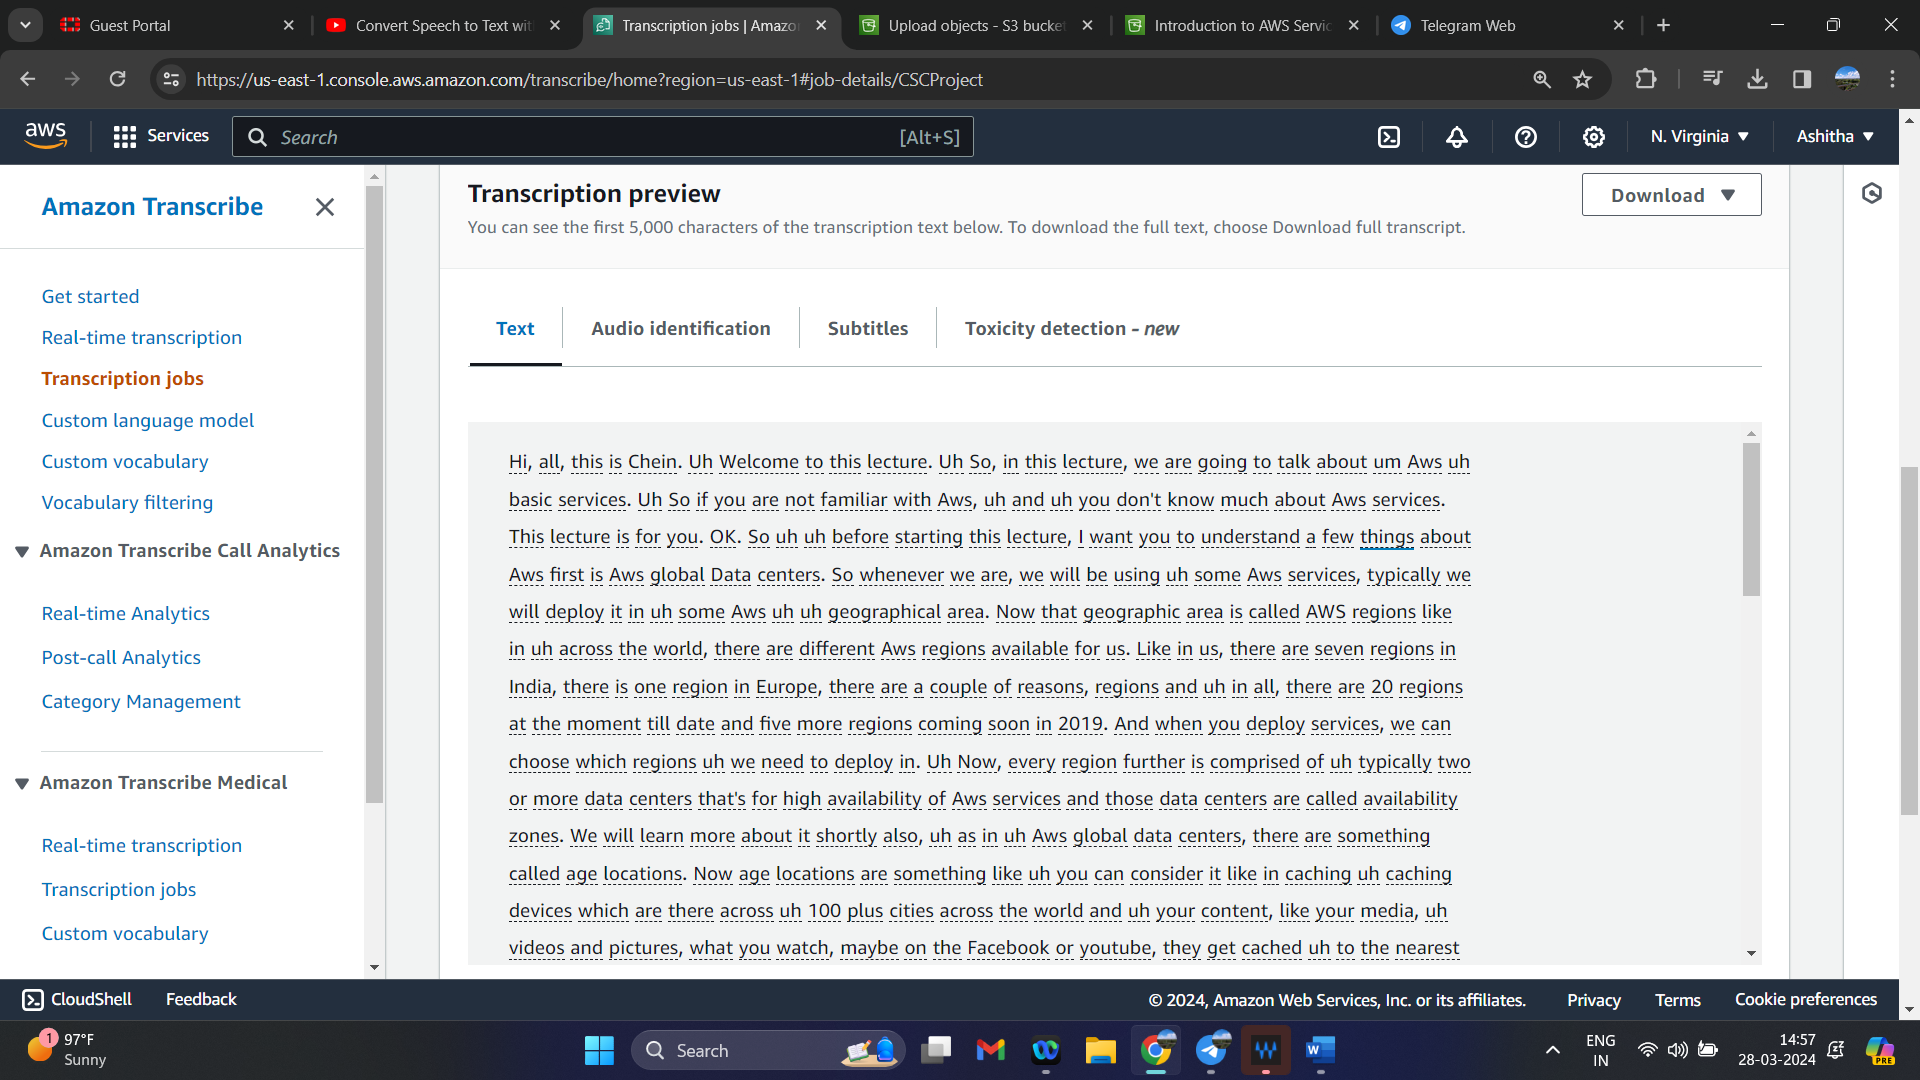 Guest Portal
Convert Speech to Text wit
Transcription jobs | Amazo
Upload objects - S3 bucket
Introduction to AWS Servic
Telegram Web
https://us-east-1.console.aws.amazon.com/transcribe/home?region=us-east-1#job-details/CSCProject
aws
Services
Search
[Alt+S]
N. Virginia
Ashitha
Amazon Transcribe
Get started
Real-time transcription
Transcription jobs
Custom language model
Custom vocabulary
Vocabulary filtering
Amazon Transcribe Call Analytics
Real-time Analytics
Post-call Analytics
Category Management
Amazon Transcribe Medical
Real-time transcription
Transcription jobs
Custom vocabulary
Transcription preview
Download
You can see the first 5,000 characters of the transcription text below. To download the full text, choose Download full transcript.
Text
Audio identification
Subtitles
Toxicity detection - new
Hi, all, this is Chein. Uh Welcome to this lecture. Uh So, in this lecture, we are going to talk about um Aws uh
basic services. Uh So if you are not familiar with Aws, uh and uh you don't know much about Aws services.
This lecture is for you. OK. So uh uh before starting this lecture, I want you to understand a few things about
Aws first is Aws global Data centers. So whenever we are, we will be using uh some Aws services, typically we
will deploy it in uh some Aws uh uh geographical area. Now that geographic area is called AWS regions like
in uh across the world, there are different Aws regions available for us. Like in us, there are seven regions in
India, there is one region in Europe, there are a couple of reasons, regions and uh in all, there are 20 regions
at the moment till date and five more regions coming soon in 2019. And when you deploy services, we can
choose which regions uh we need to deploy in. Uh Now, every region further is comprised of uh typically two
or more data centers that's for high availability of Aws services and those data centers are called availability
zones. We will learn more about it shortly also, uh as in uh Aws global data centers, there are something
called age locations. Now age locations are something like uh you can consider it like in caching uh caching
devices which are there across uh 100 plus cities across the world and uh your content, like your media, uh
videos and pictures, what you watch, maybe on the Facebook or youtube, they get cached uh to the nearest
CloudShell
Feedback
© 2024, Amazon Web Services, Inc. or its affiliates.
Privacy
Terms
Cookie preferences
1
97°F
Sunny
Search
W
ENG
IN
14:57
28-03-2024
PRE